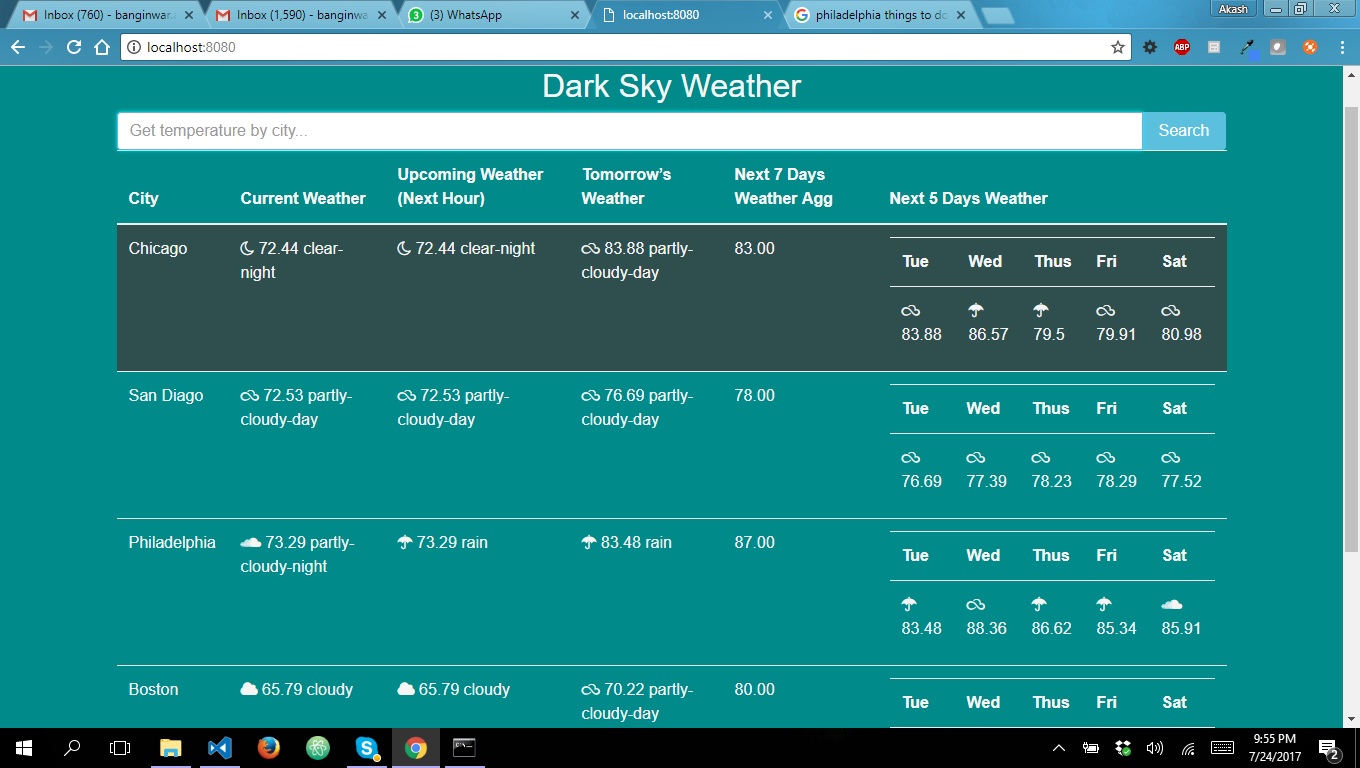 Inbox (760) - banginwar.
Inbox (1,590) - banginwa
3
(3) WhatsApp
localhost:8080
philadelphia things to do
Akash
localhost:8080
ABP
Dark Sky Weather
Get temperature by city...
Search
City
Current Weather
Upcoming Weather
(Next Hour)
Tomorrow's
Weather
Next 7 Days
Weather Agg
Next 5 Days Weather
Chicago
72.44 clear-
night
72.44 clear-night
83.88 partly-
cloudy-day
83.00
Tue Wed Thus Fri Sat
83.88 86.57 79.5 79.91 80.98
San Diago
72.53 partly-
cloudy-day
72.53 partly-
cloudy-day
76.69 partly-
cloudy-day
78.00
Tue Wed Thus Fri Sat
76.69 77.39 78.23 78.29 77.52
Philadelphia
73.29 partly-
cloudy-night
73.29 rain
83.48 rain
87.00
Tue Wed Thus Fri Sat
83.48 88.36 86.62 85.34 85.91
Boston
65.79 cloudy
65.79 cloudy
70.22 partly-
cloudy-day
80.00
Tue Wed Thus Fri Sat
9:55 PM
7/24/2017
2